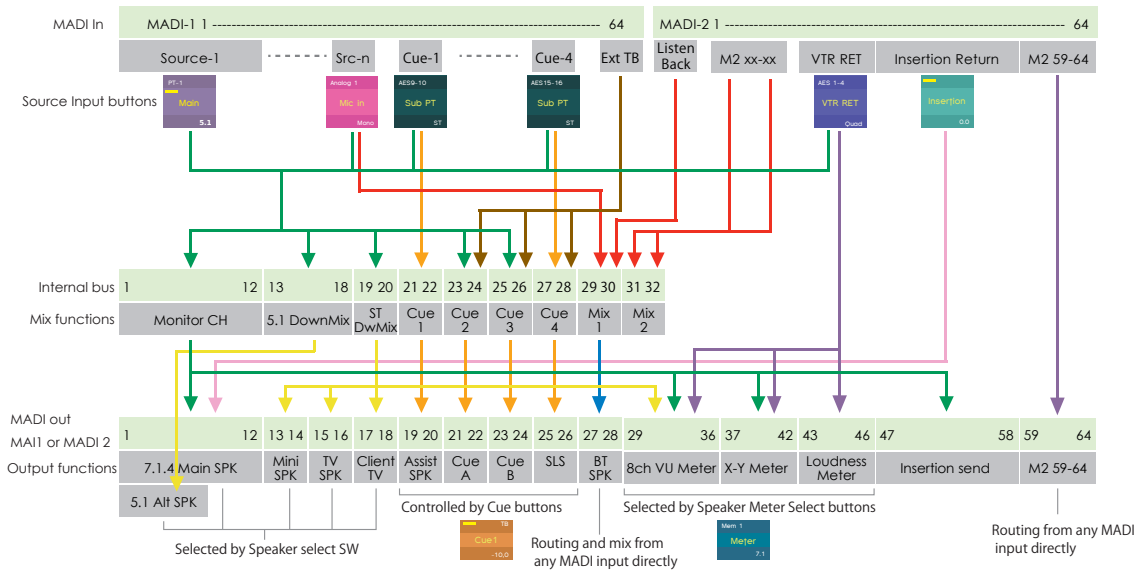 MADI In MADI-1 1 64 MADI-2 1 64
Source-1 Src-n Cue-1 Cue-4 Ext TB Listen Back M2 xx-xx VTR RET Insertion Return M2 59-64
Source Input buttons
PT-1
Main
5.1
Analog 1
Mic in
Mono
AES9-10
Sub PT
ST
AES15-16
Sub PT
ST
AES 1-4
VTR RET
Quad
Insertion
0.0
Internal bus 1 12 13 18 19 20 21 22 23 24 25 26 27 28 29 30 31 32
Mix functions Monitor CH 5.1 DownMix ST DwMix Cue 1 Cue 2 Cue 3 Cue 4 Mix 1 Mix 2
MADI out
MAI1 or MADI 2
1 12 13 14 15 16 17 18 19 20 21 22 23 24 25 26 27 28 29 36 37 42 43 46 47 58 59 64
Output functions 7.1.4 Main SPK Mini SPK TV SPK Client TV Assist SPK Cue A Cue B SLS BT SPK 8ch VU Meter X-Y Meter Loudness Meter Insertion send M2 59-64
5.1 Alt SPK
Selected by Speaker select SW
Controlled by Cue buttons
TB
Cue1
-10.0
Routing and mix from
any MADI input directly
Selected by Speaker Meter Select buttons
Mem 1
Meter
7.1
Routing from any MADI
input directly